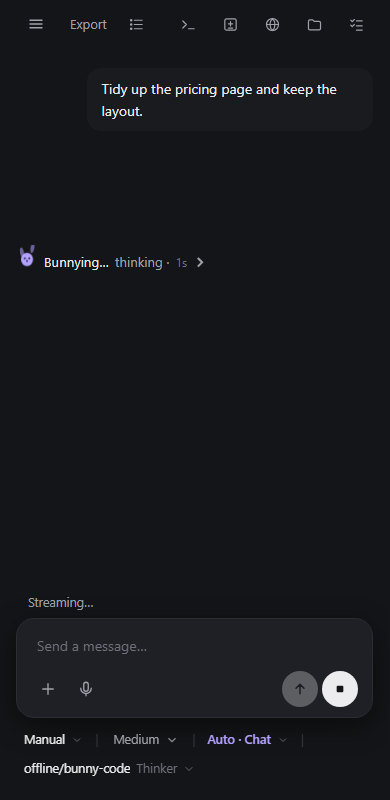 Export
Tidy up the pricing page and keep the
layout.
Bunnying... thinking · 1s
Streaming...
Send a message...
Manual Medium Auto · Chat
offline/bunny-code Thinker